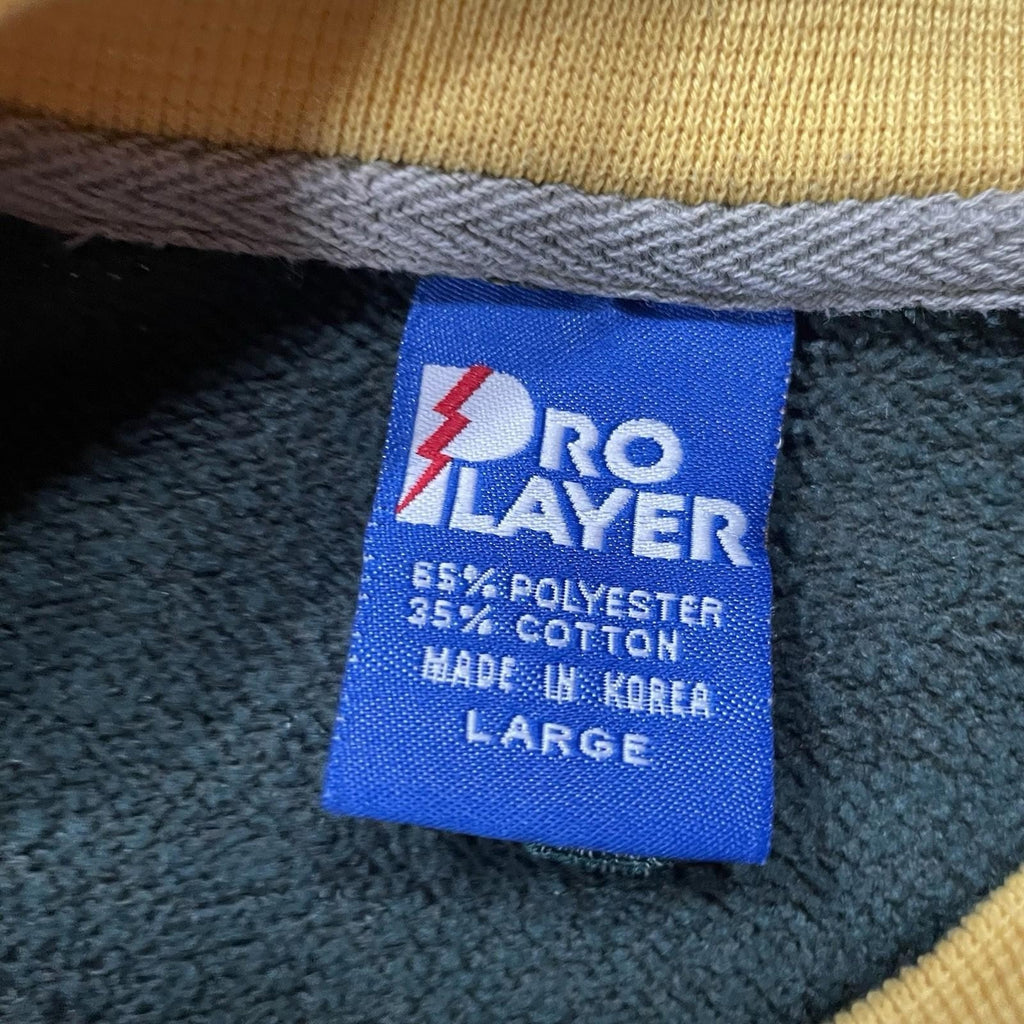 PRO
PLAYER
65% POLYESTER
35% COTTON
MADE IN KOREA
LARGE